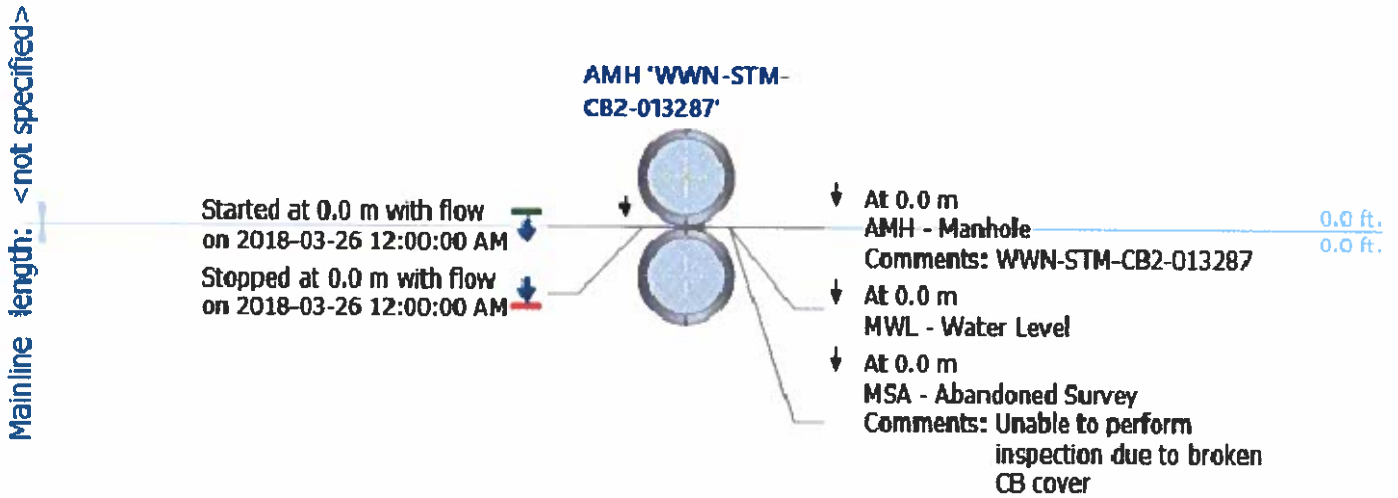 Mainline length: <not specified>
AMH 'WWN-STM-
CB2-013287'
Started at 0.0 m with flow
on 2018-03-26 12:00:00 AM
Stopped at 0.0 m with flow
on 2018-03-26 12:00:00 AM
At 0.0 m
AMH - Manhole
Comments: WWN-STM-CB2-013287
At 0.0 m
MWL - Water Level
At 0.0 m
MSA - Abandoned Survey
Comments: Unable to perform
inspection due to broken
CB cover
0.0 ft.
0.0 ft.